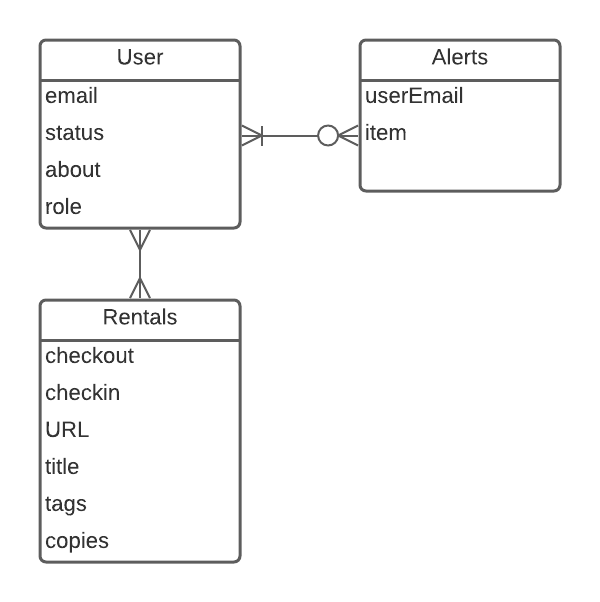 User
email
status
about
role
Alerts
userEmail
item
Rentals
checkout
checkin
URL
title
tags
copies